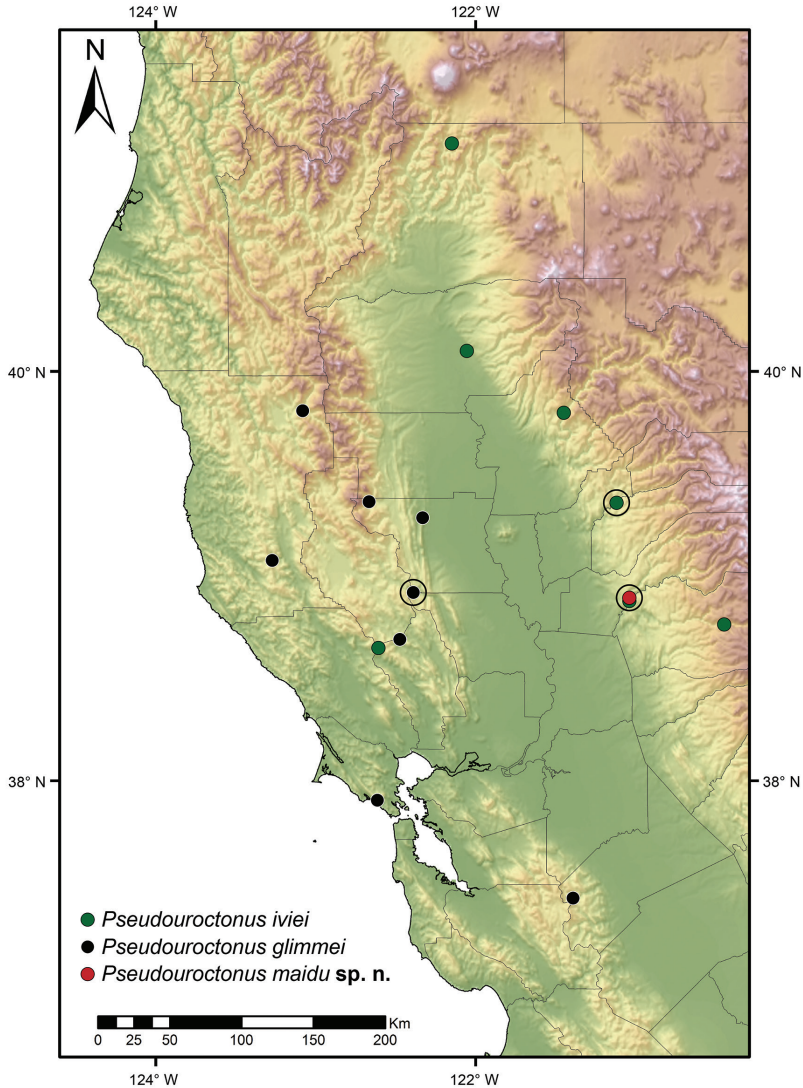 124° W 122° W
N
40° N 40° N
38° N 38° N
Pseudouroctonus iviei
Pseudouroctonus glimmei
Pseudouroctonus maidu sp. n.
Km
0 25 50 100 150 200
124° W 122° W